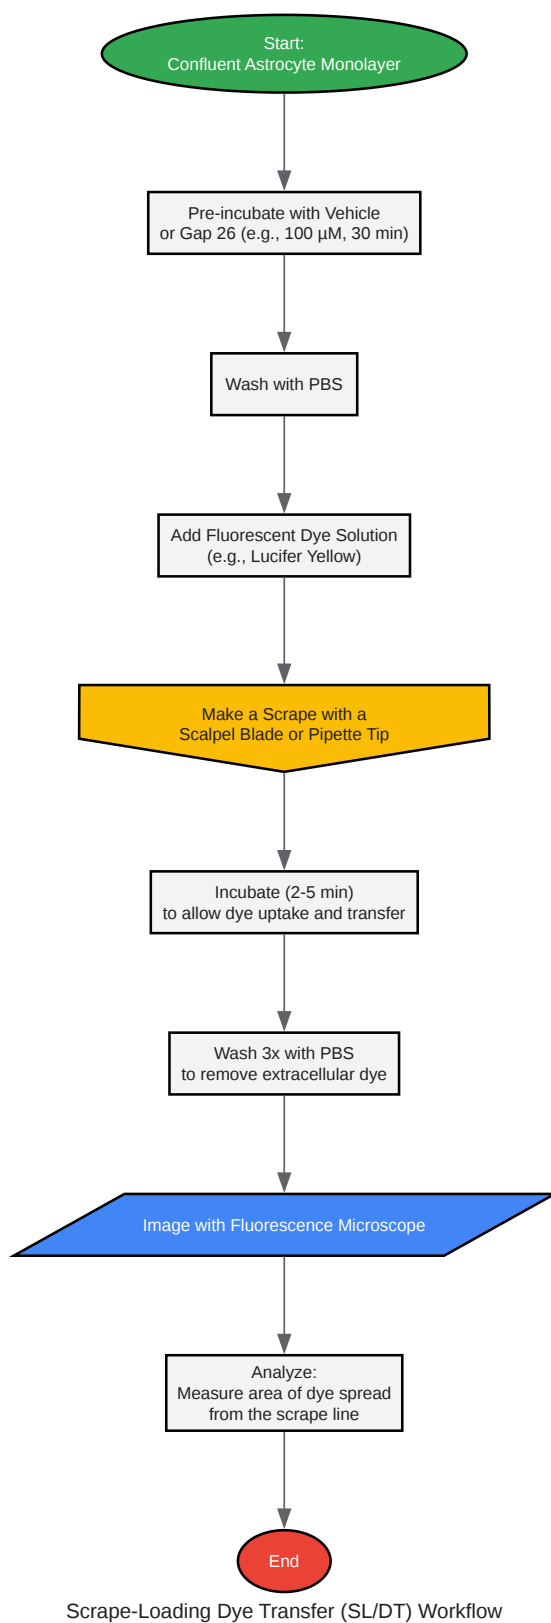 Start:
Confluent Astrocyte Monolayer
Pre-incubate with Vehicle
or Gap 26 (e.g., 100 µM, 30 min)
Wash with PBS
Add Fluorescent Dye Solution
(e.g., Lucifer Yellow)
Make a Scrape with a
Scalpel Blade or Pipette Tip
Incubate (2-5 min)
to allow dye uptake and transfer
Wash 3x with PBS
to remove extracellular dye
Image with Fluorescence Microscope
Analyze:
Measure area of dye spread
from the scrape line
End
Scrape-Loading Dye Transfer (SL/DT) Workflow